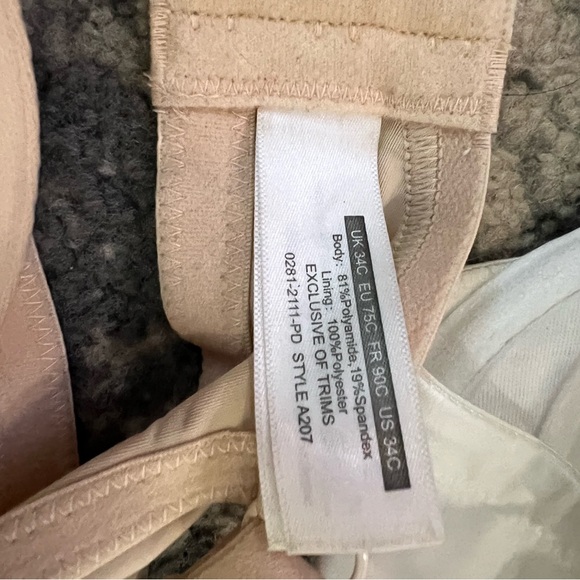 UK 34C EU 75C FR 90C US 34C
Body: 81%Polyamide,19%Spandex
Lining: 100%Polyester
EXCLUSIVE OF TRIMS
0281-2111-PD STYLE A207